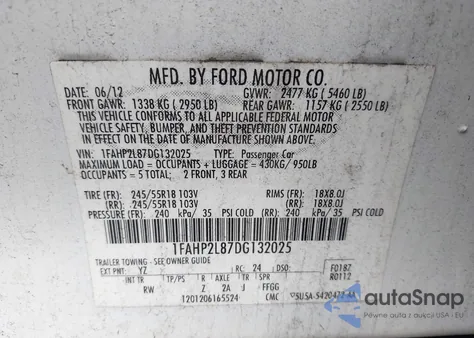 MFD. BY FORD MOTOR CO.
DATE: 06/12 GVWR: 2477 KG ( 5460 LB)
FRONT GAWR: 1338 KG ( 2950 LB) REAR GAWR: 1157 KG ( 2550 LB)
THIS VEHICLE CONFORMS TO ALL APPLICABLE FEDERAL MOTOR
VEHICLE SAFETY, BUMPER, AND THEFT PREVENTION STANDARDS
IN EFFECT ON THE DATE OF MANUFACTURE SHOWN ABOVE.
VIN: 1FAHP2L87DG132025 TYPE: Passenger Car
MAXIMUM LOAD = OCCUPANTS + LUGGAGE = 430KG/ 950LB
OCCUPANTS = 5 TOTAL: 2 FRONT, 3 REAR
TIRE (FR): 245/55R18 103V RIMS (FR): 18X8.0J
(RR): 245/55R18 103V (RR): 18X8.0J
PRESSURE (FR) 240 kPa/ 35 PSI COLD (RR) 240 kPa/ 35 PSI COLD
1FAHP2L87DG132025
TRAILER TOWING - SEE OWNER GUIDE
EXT PNT: YZ RC: 24 DSO: F0187
R0112
INT TR TP/PS R AXLE TR SPR
RW Z 2A J FFGG
1201206165524 CMC
autoSnap
Pewne auta z aukcji USA - EU